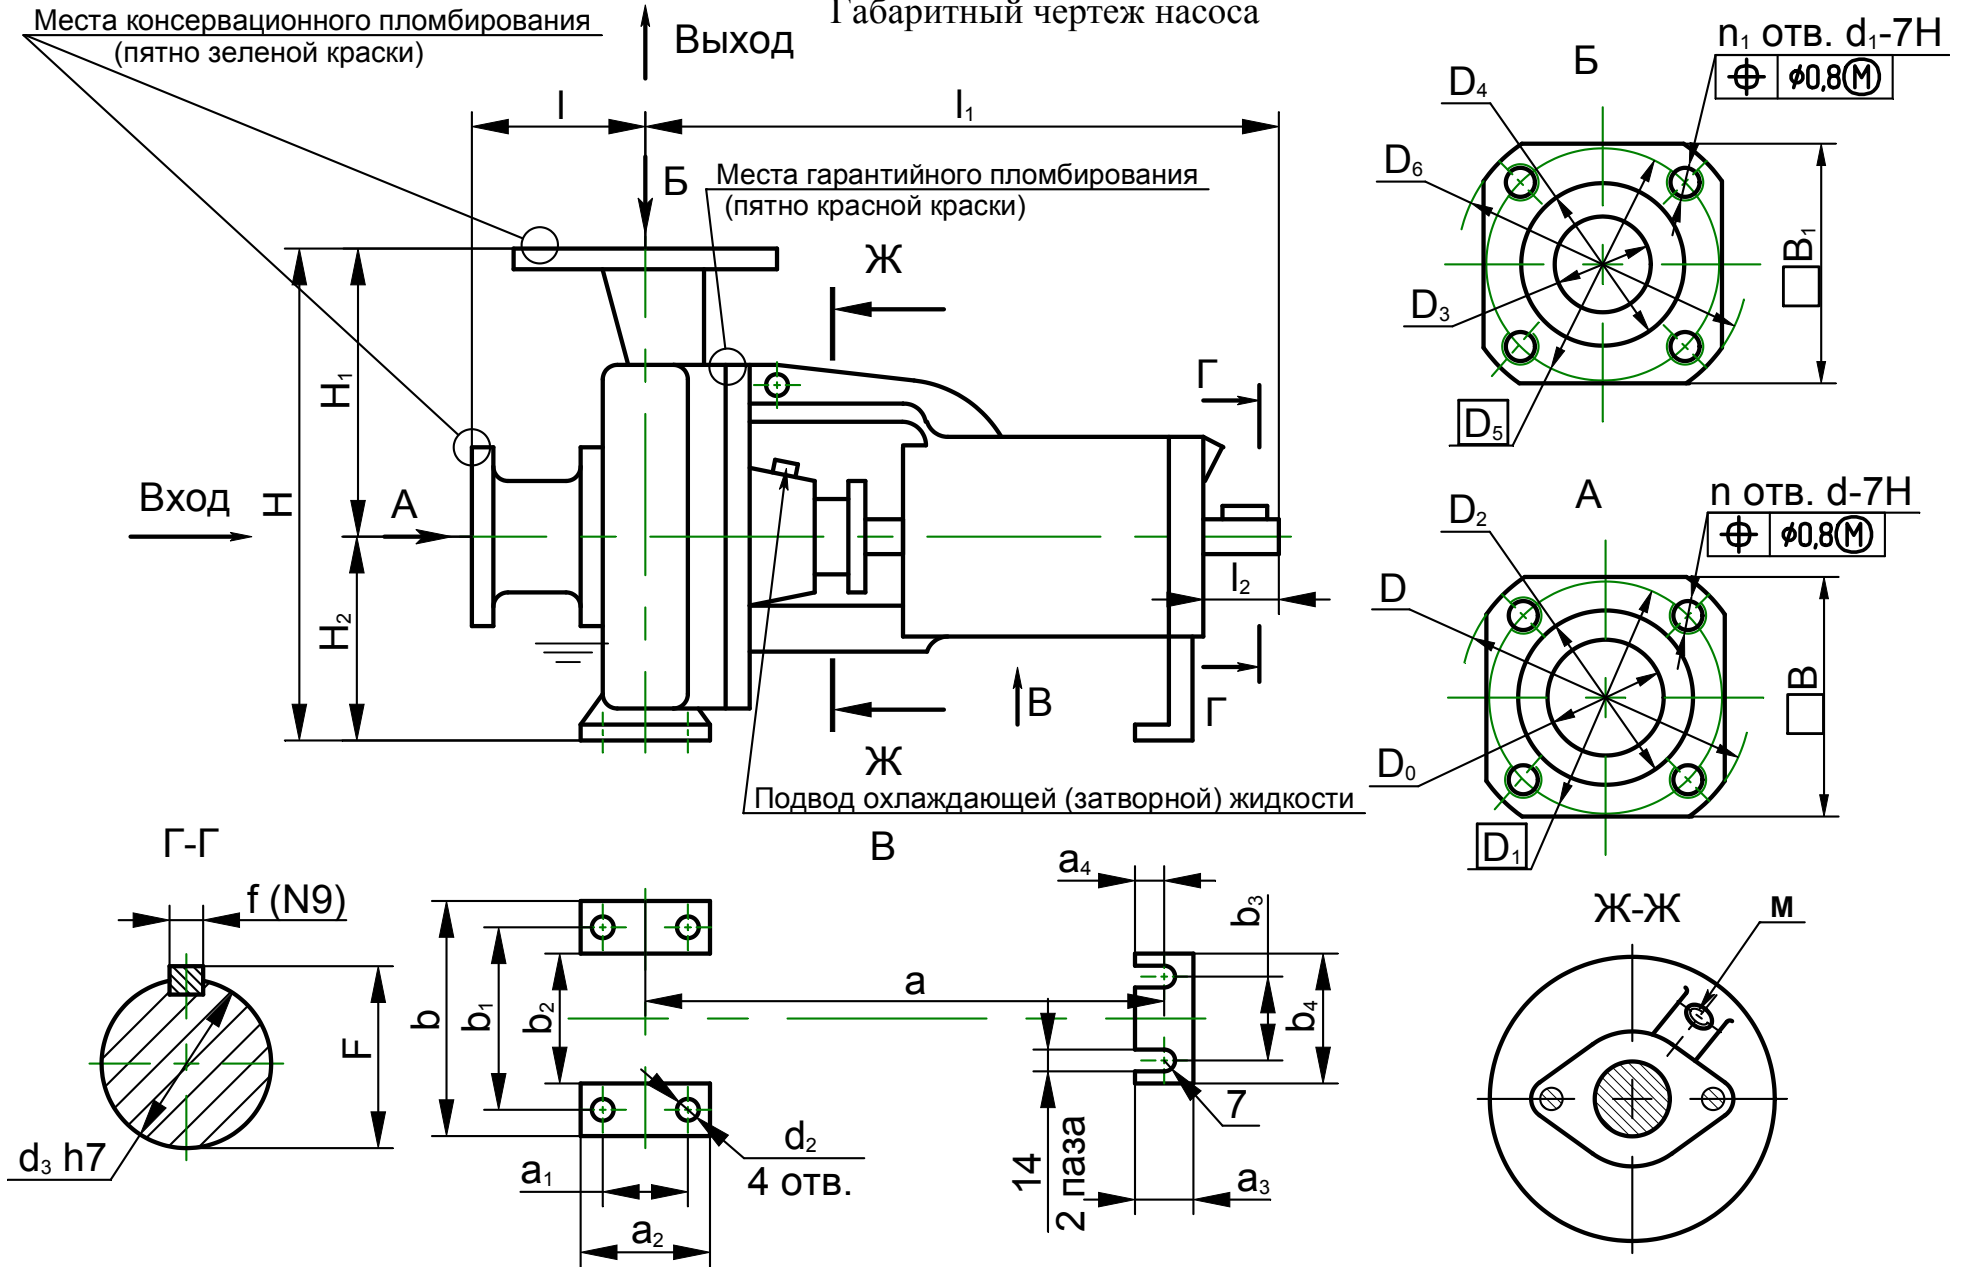 Габаритный чертеж насоса
Места консервационного пломбирования
(пятно зеленой краски)
Выход
l
l₁
Б
Места гарантийного пломбирования
(пятно красной краски)
Ж
Г
H
H₁
H₂
Вход
А
l₂
В
Г
Ж
Подвод охлаждающей (затворной) жидкости
Б
n₁ отв. d₁-7H
⌖ ϕ0,8Ⓜ
D₄
D₆
D₃
D₅
□B₁
А
n отв. d-7H
⌖ ϕ0,8Ⓜ
D₂
D
D₀
D₁
□B
Г-Г
f (N9)
F
d₃ h7
В
b
b₁
b₂
a
a₁
a₂
d₂
4 отв.
a₄
b₃
b₄
7
14
2 паза
a₃
Ж-Ж
м